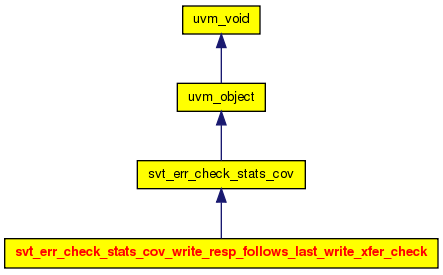 uvm_void
uvm_object
svt_err_check_stats_cov
svt_err_check_stats_cov_write_resp_follows_last_write_xfer_check